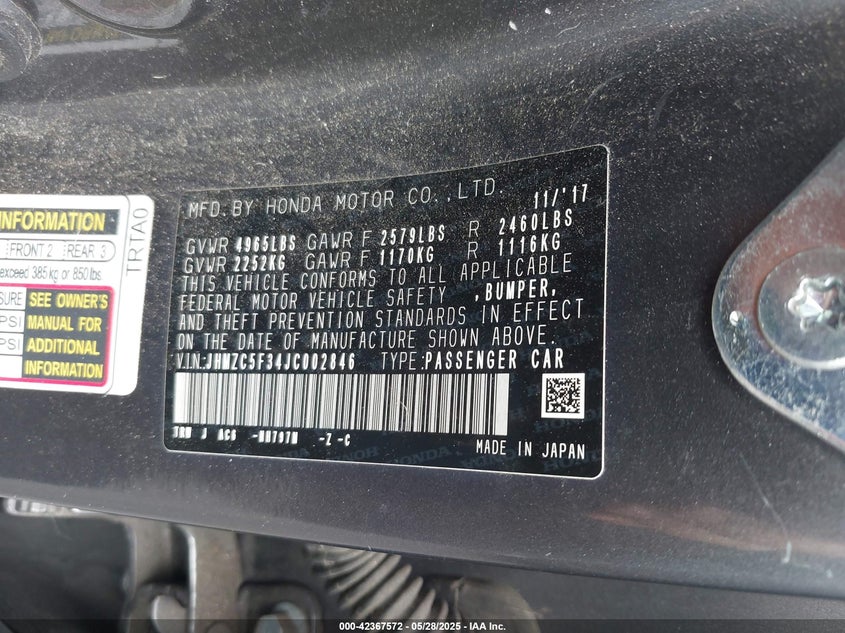 INFORMATION
FRONT 2 REAR 3
exceed 385 kg or 850 lbs
SEE OWNER'S
PSI MANUAL FOR
ADDITIONAL
PSI INFORMATION
TRTA0
MFD. BY HONDA MOTOR CO., LTD. 11/'17
GVWR 4965LBS GAWR F 2579LBS R 2460LBS
GVWR 2252KG GAWR F 1170KG R 1116KG
THIS VEHICLE CONFORMS TO ALL APPLICABLE
FEDERAL MOTOR VEHICLE SAFETY ,BUMPER,
AND THEFT PREVENTION STANDARDS IN EFFECT
ON THE DATE OF MANUFACTURE SHOWN ABOVE.
VIN:JHMZC5F34JC002846 TYPE:PASSENGER CAR
-Z -C
MADE IN JAPAN
000-42367572 — 05/28/2025 — IAA Inc.